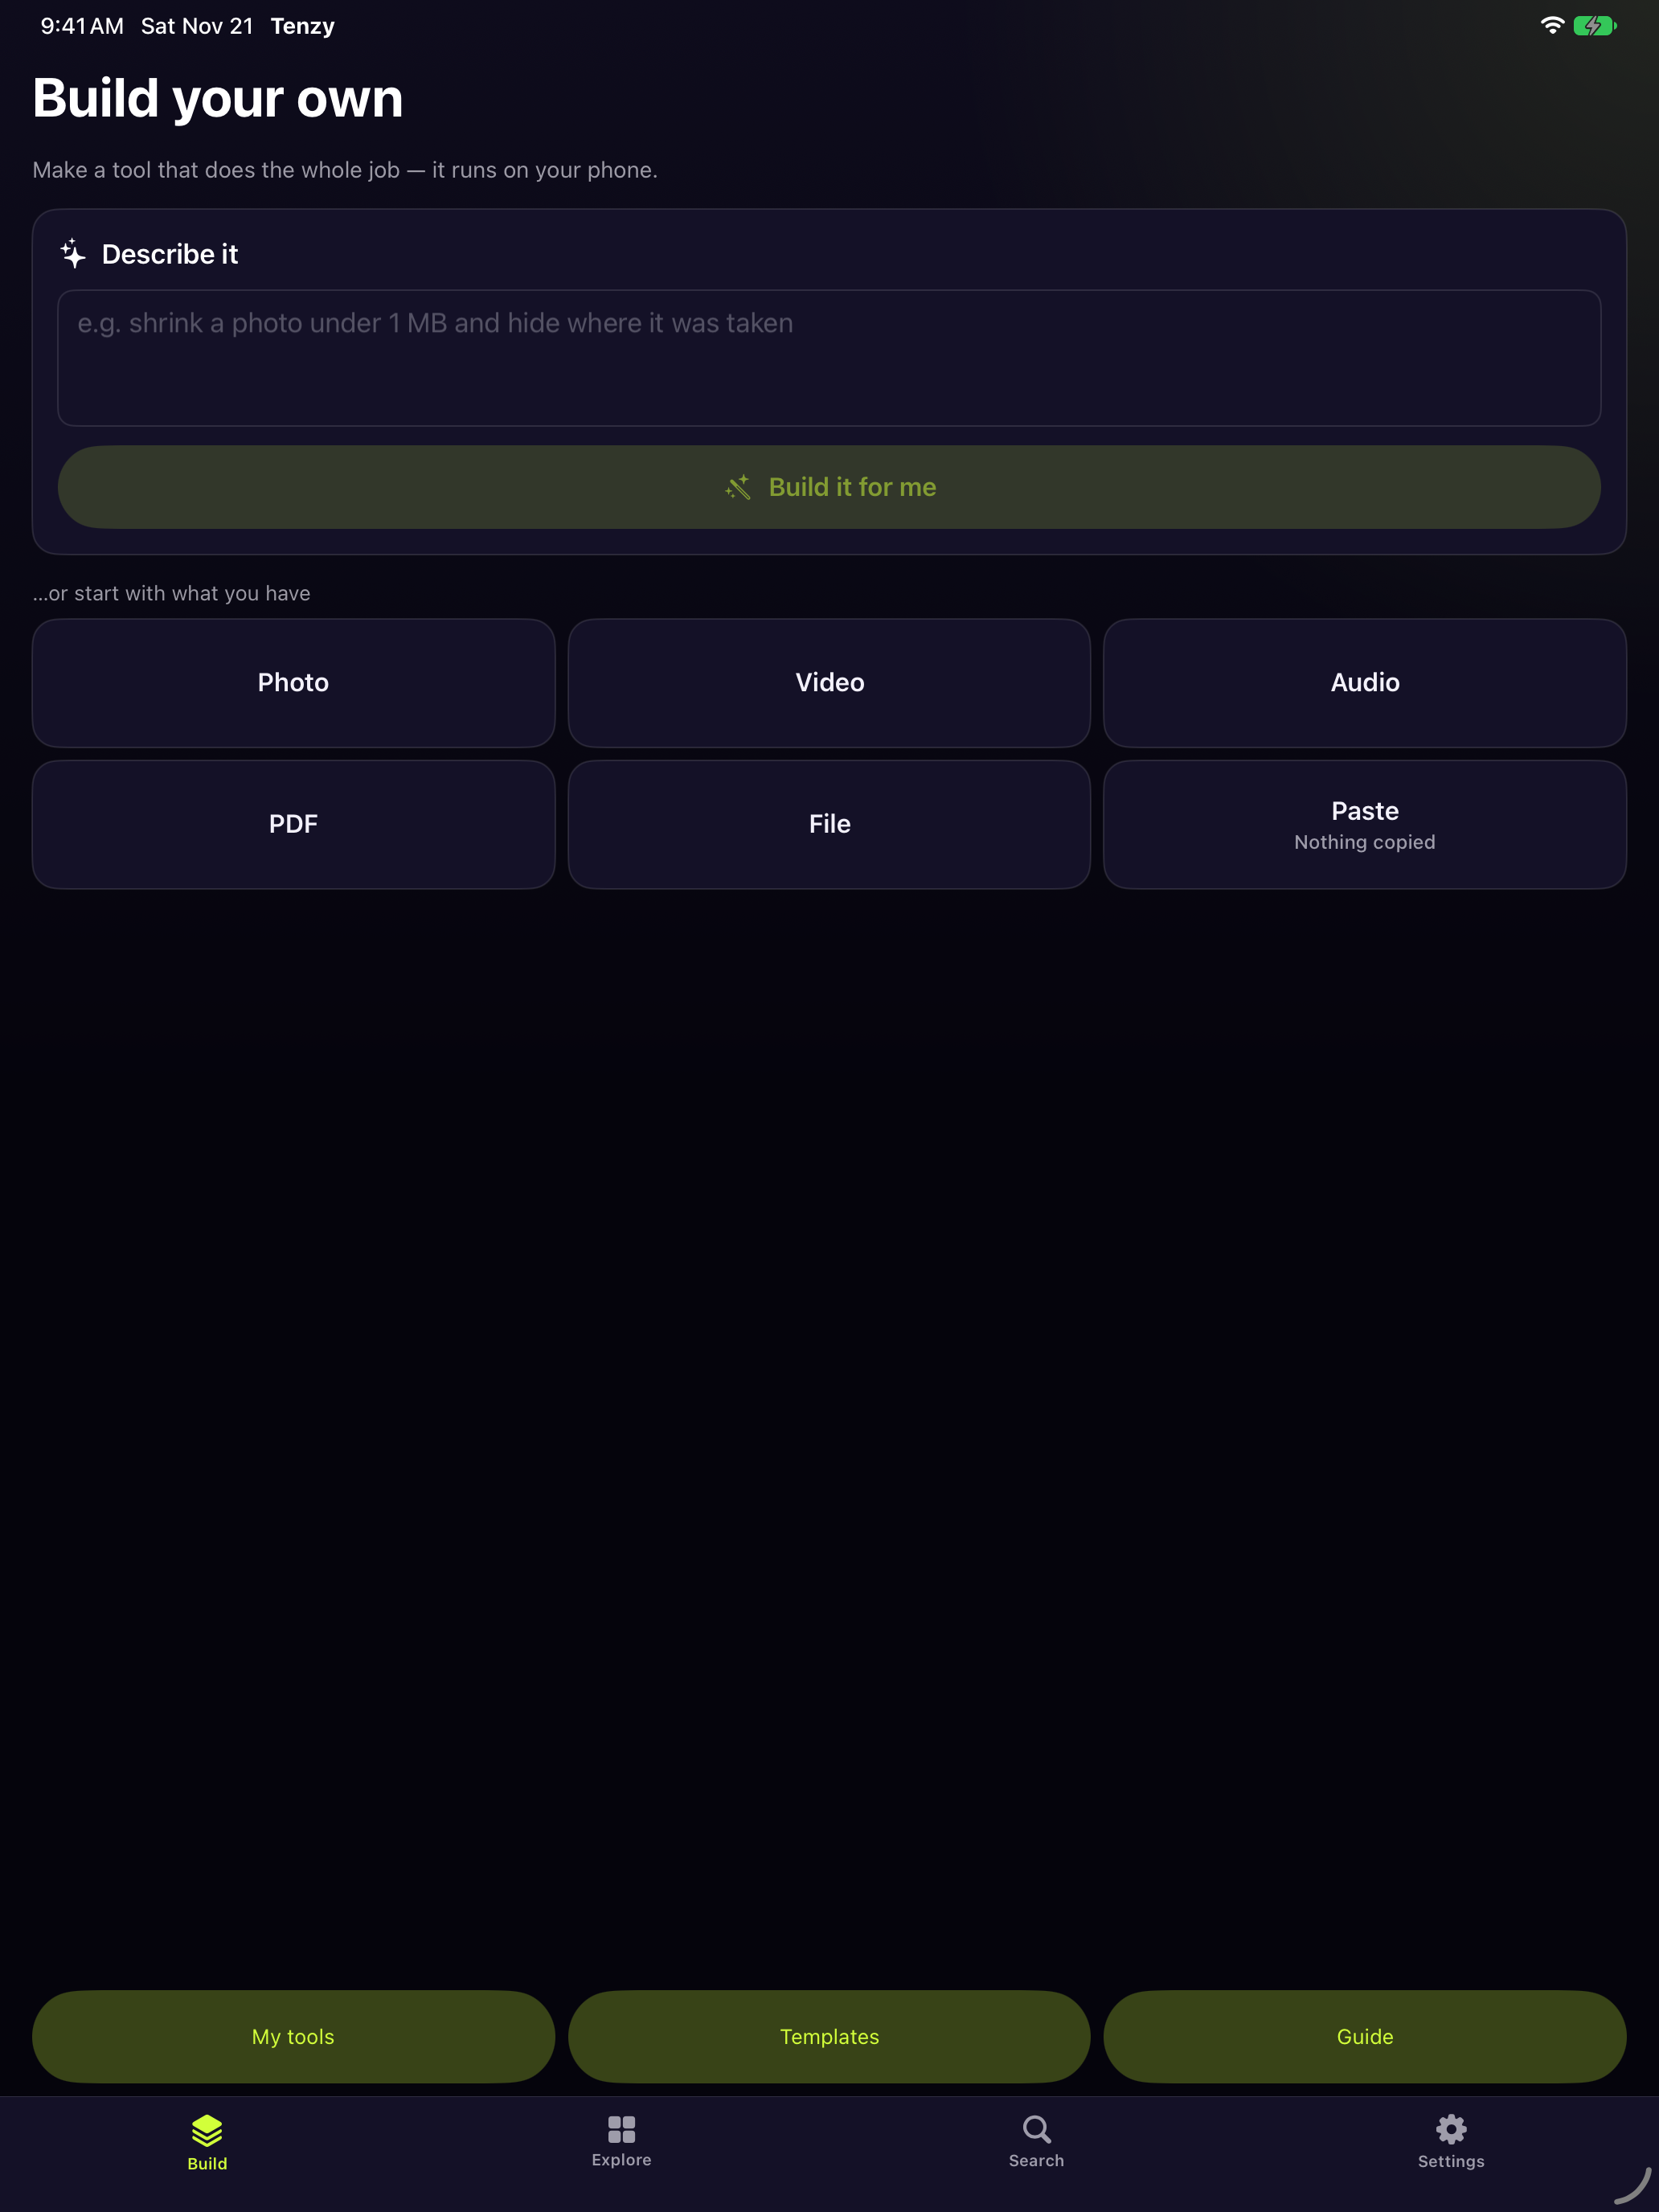 9:41 AM Sat Nov 21 Tenzy
Build your own
Make a tool that does the whole job — it runs on your phone.
Describe it
e.g. shrink a photo under 1 MB and hide where it was taken
Build it for me
...or start with what you have
Photo
Video
Audio
PDF
File
Paste
Nothing copied
My tools
Templates
Guide
Build
Explore
Search
Settings